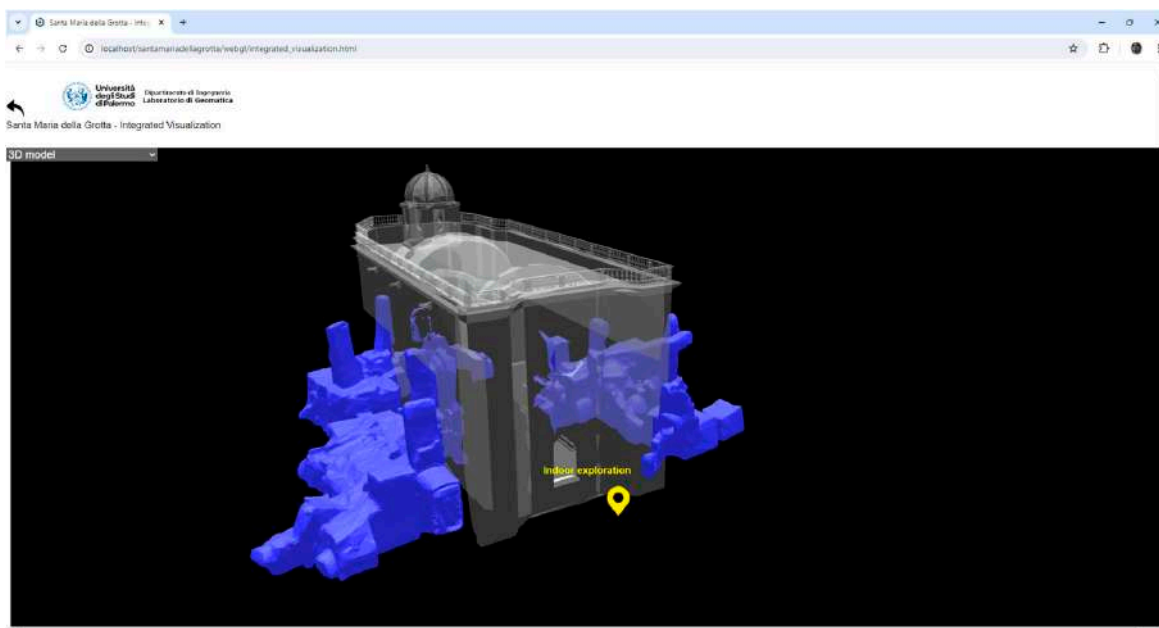 Santa Maria della Grotta - Inte
localhost/santamariadellagrotta/webgl/integrated_visualization.html
Università
degli Studi
di Palermo
Dipartimento di Ingegneria
Laboratorio di Geomatica
Santa Maria della Grotta - Integrated Visualization
3D model
Indoor exploration